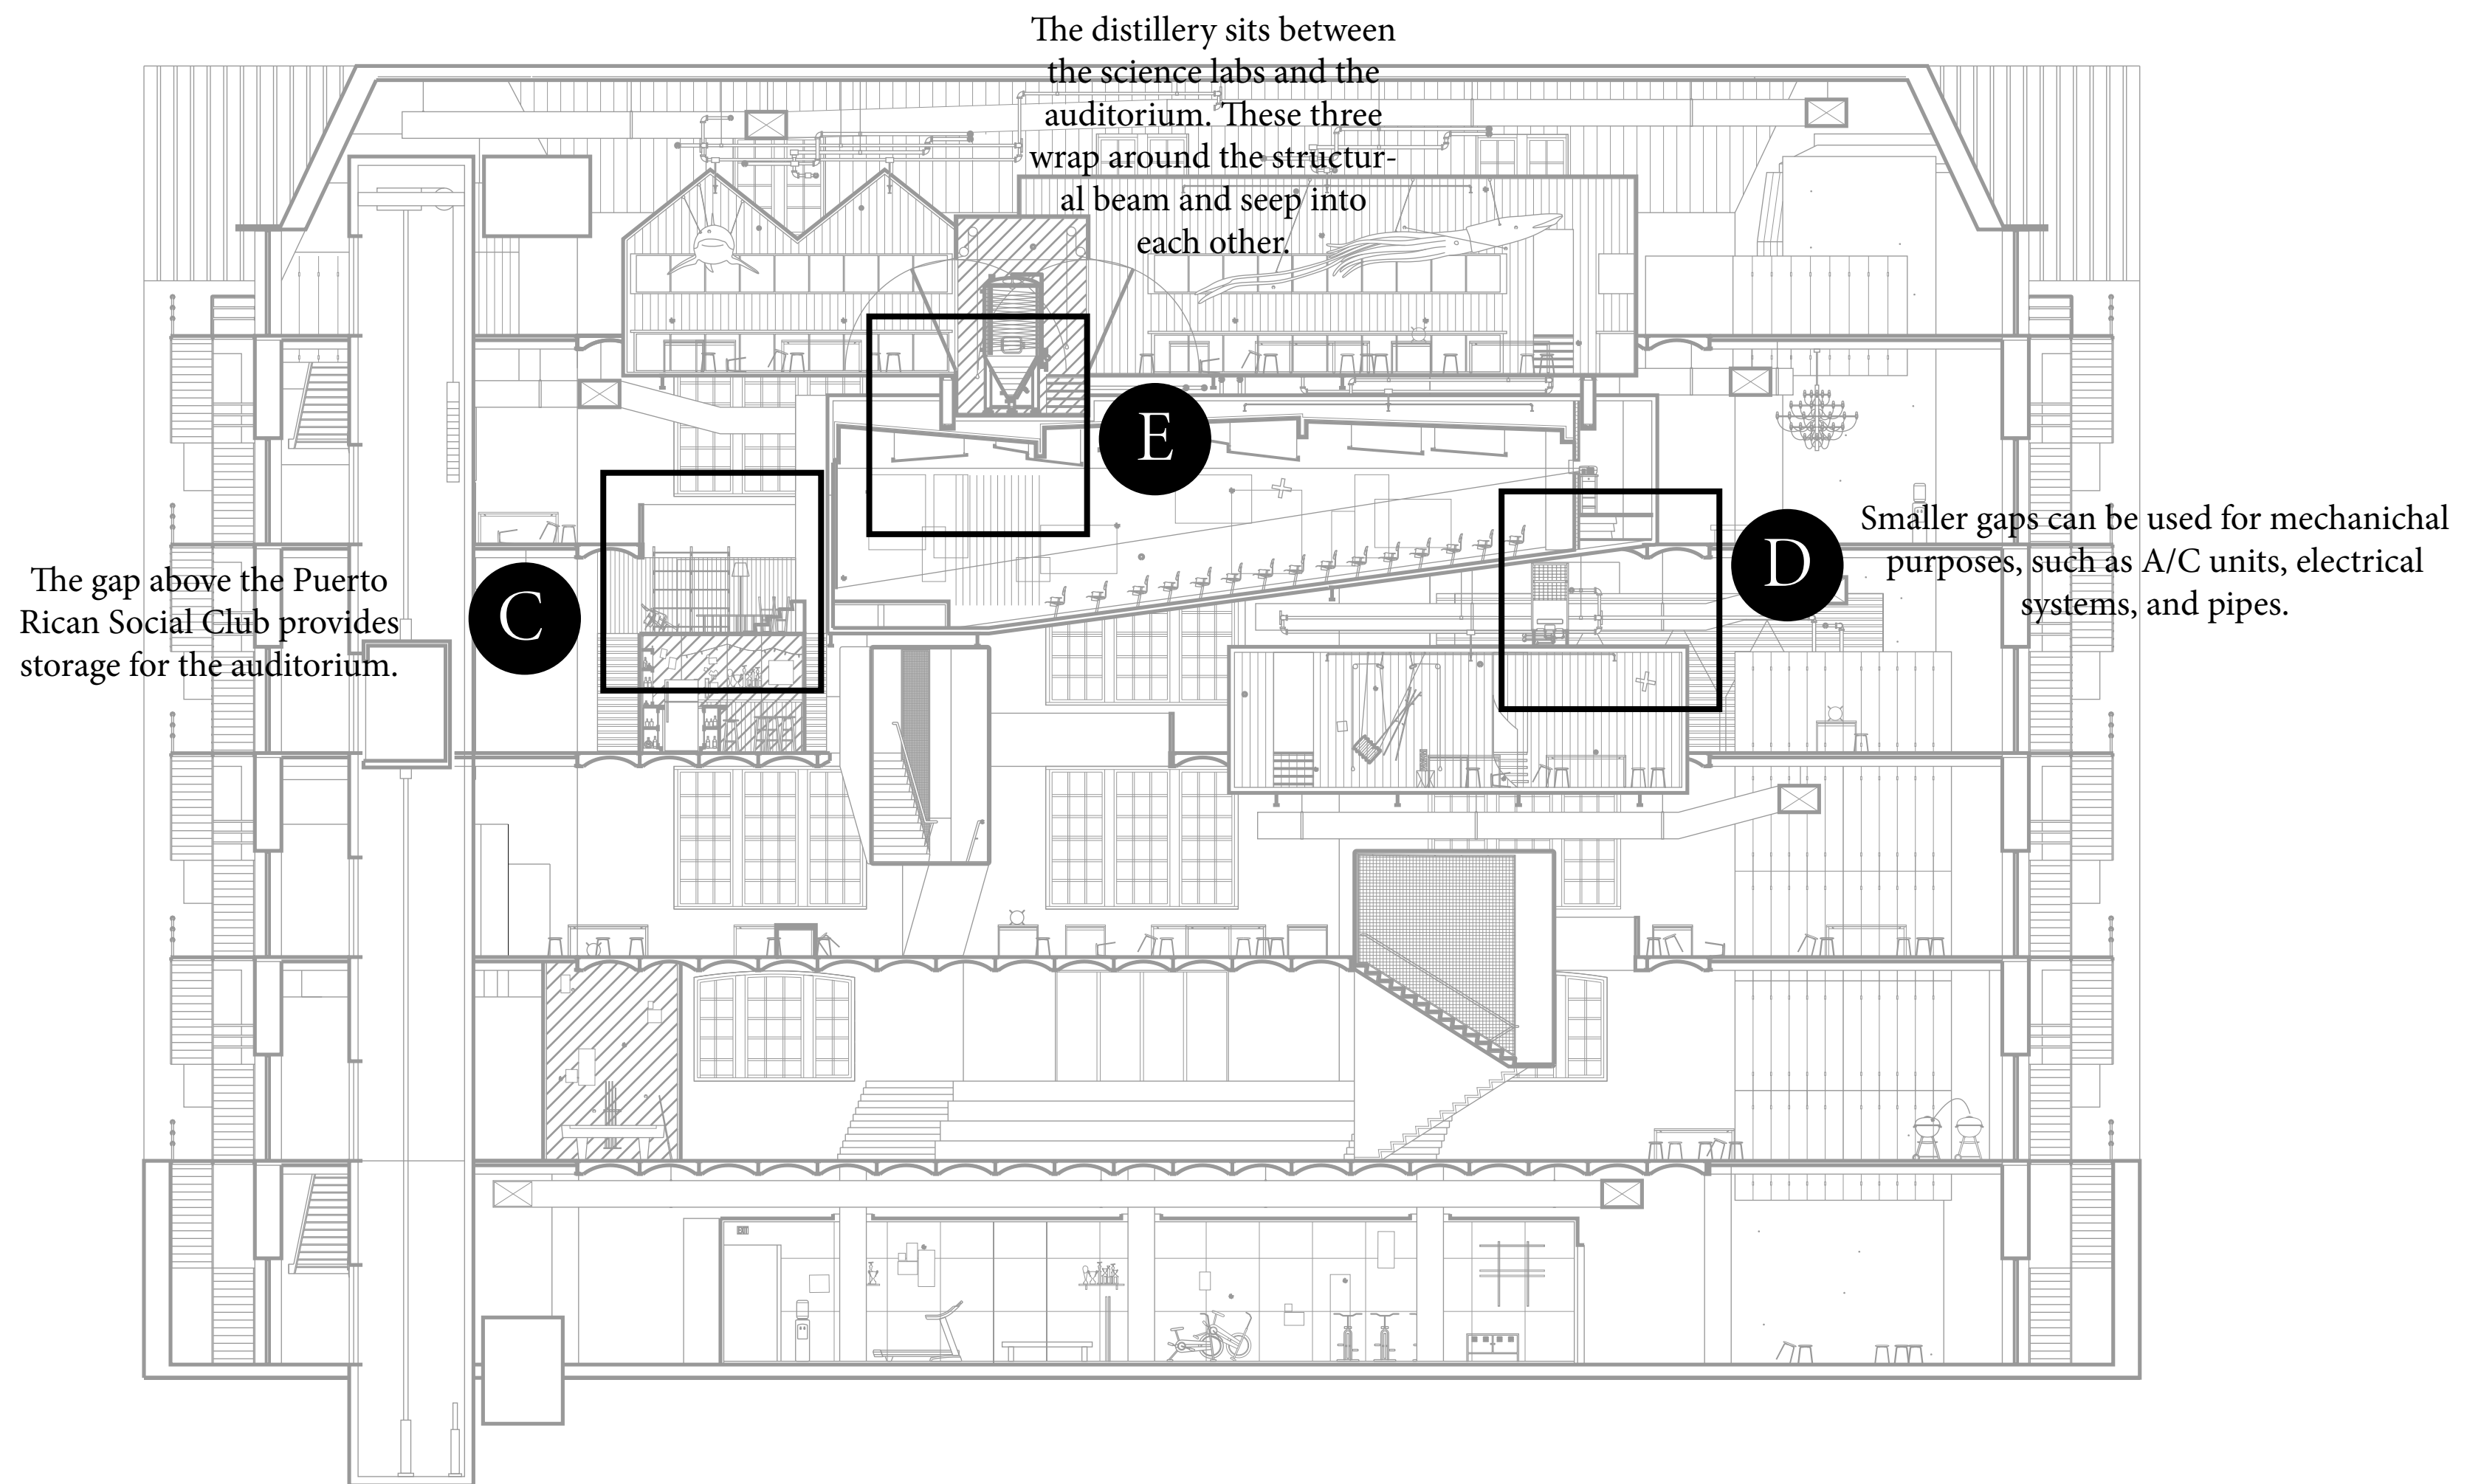 The distillery sits between
the science labs and the
auditorium. These three
wrap around the structur-
al beam and seep into
each other.
E
The gap above the Puerto
Rican Social Club provides
storage for the auditorium.
C
D
Smaller gaps can be used for mechanichal
purposes, such as A/C units, electrical
systems, and pipes.